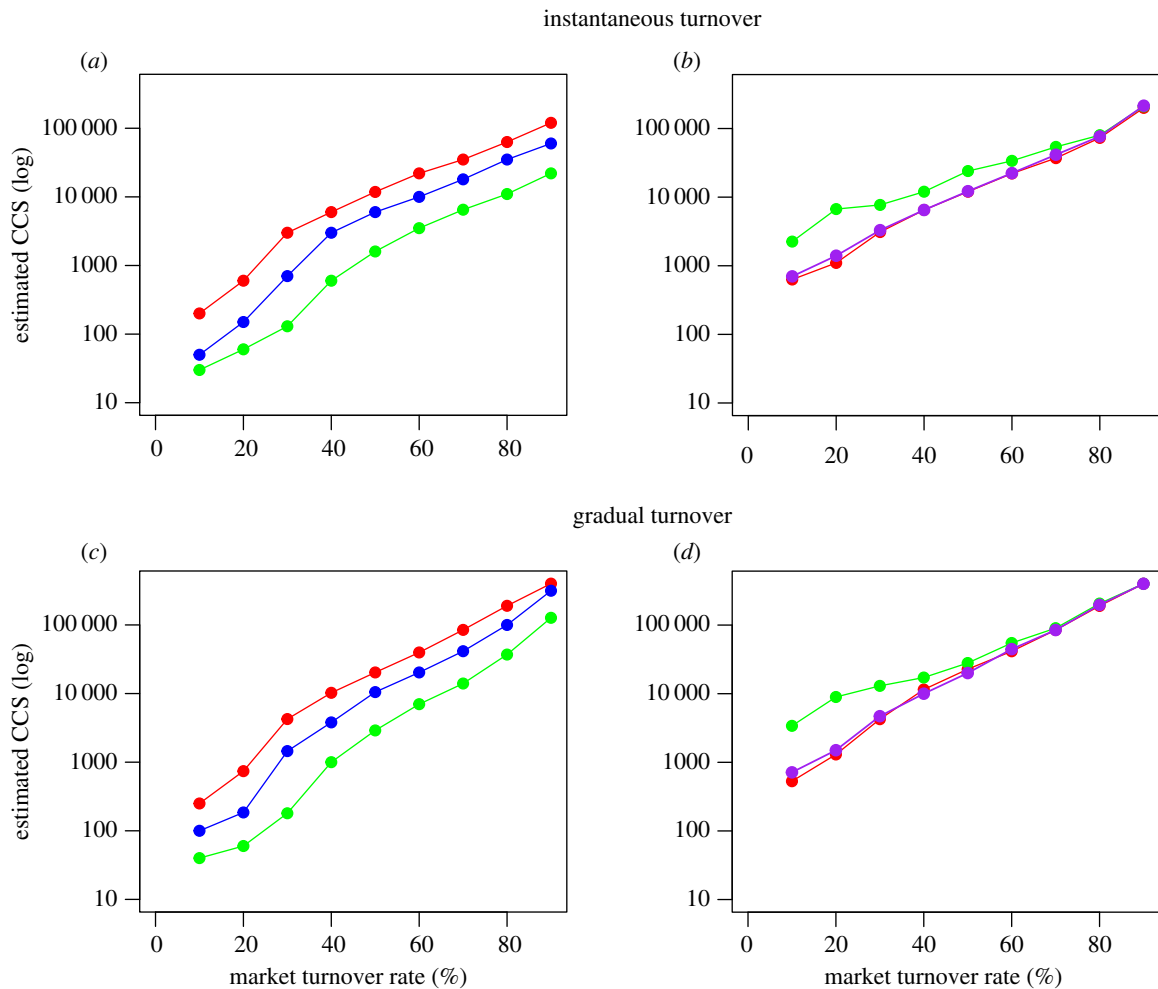 instantaneous turnover
(a)
(b)
estimated CCS (log)
100 000
10 000
1000
100
10
0 20 40 60 80
100 000
10 000
1000
100
10
0 20 40 60 80
gradual turnover
(c)
(d)
estimated CCS (log)
100 000
10 000
1000
100
10
0 20 40 60 80
market turnover rate (%)
100 000
10 000
1000
100
10
0 20 40 60 80
market turnover rate (%)